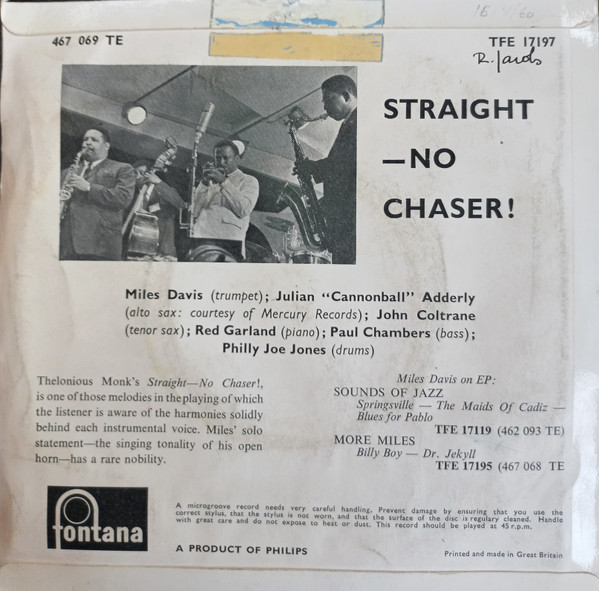 467 069 TE
TFE 17197
STRAIGHT
—NO
CHASER!
Miles Davis (trumpet); Julian “Cannonball” Adderly
(alto sax: courtesy of Mercury Records); John Coltrane
(tenor sax); Red Garland (piano); Paul Chambers (bass);
Philly Joe Jones (drums)
Thelonious Monk's Straight—No Chaser!,
is one of those melodies in the playing of which
the listener is aware of the harmonies solidly
behind each instrumental voice. Miles' solo
statement—the singing tonality of his open
horn—has a rare nobility.
Miles Davis on EP:
SOUNDS OF JAZZ
Springsville — The Maids Of Cadiz —
Blues for Pablo
TFE 17119 (462 093 TE)
MORE MILES
Billy Boy — Dr. Jekyll
TFE 17195 (467 068 TE
fontana
A microgroove record needs very careful handling. Prevent damage by ensuring that you use the
correct stylus, that the stylus is not worn, and that the surface of the disc is regulary cleaned. Handle
with great care and do not expose to heat or dust. This record should be played at 45 r.p.m.
A PRODUCT OF PHILIPS
Printed and made in Great Britain